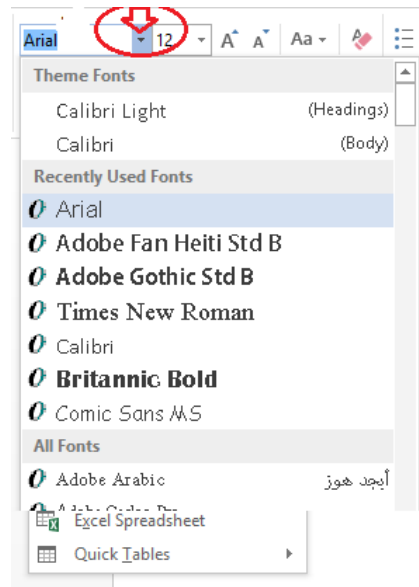 Arial 12 A A Aa
Theme Fonts
Calibri Light (Headings)
Calibri (Body)
Recently Used Fonts
Arial
Adobe Fan Heiti Std B
Adobe Gothic Std B
Times New Roman
Calibri
Britannic Bold
Comic Sans MS
All Fonts
Adobe Arabic أيجد هوز
Excel Spreadsheet
Quick Tables